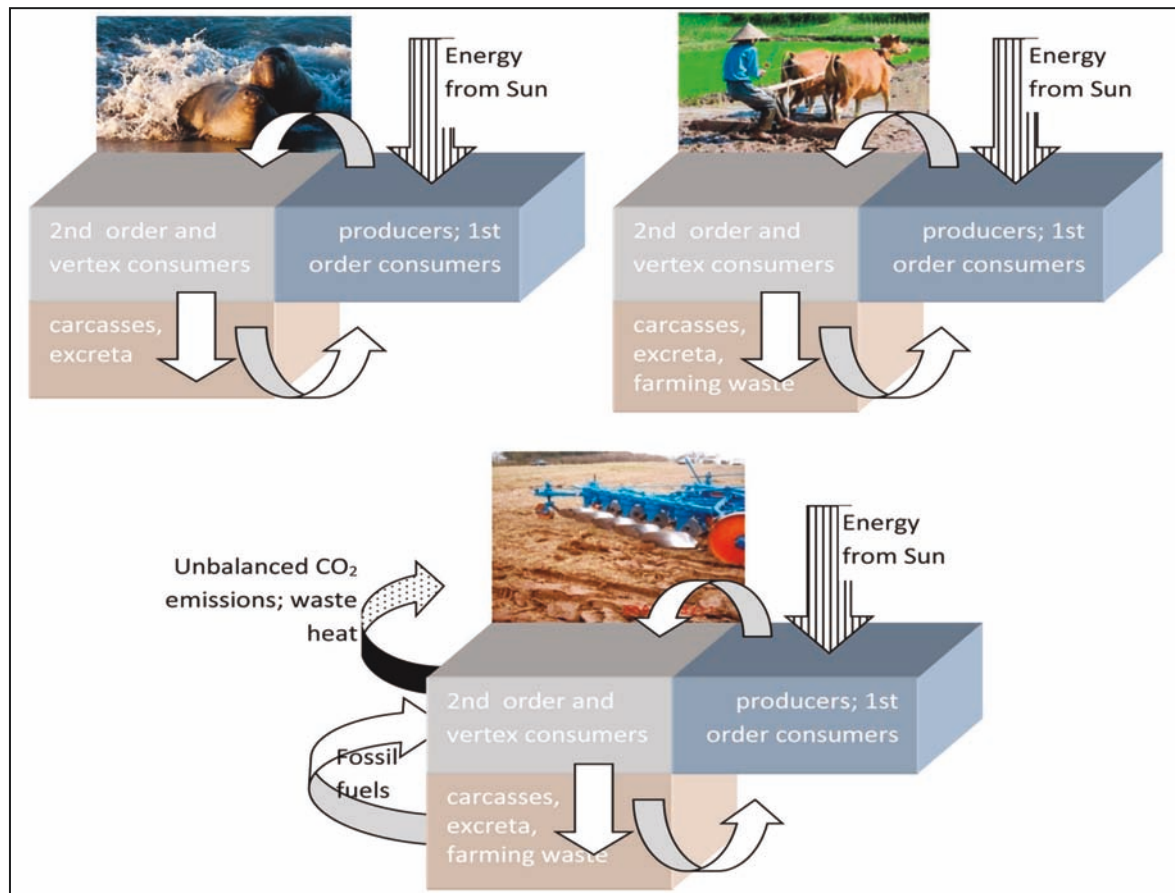 Energy
from Sun
2nd order and
vertex consumers
producers; 1st
order consumers
carcasses,
excreta
Energy
from Sun
2nd order and
vertex consumers
producers; 1st
order consumers
carcasses,
excreta,
farming waste
Unbalanced CO₂
emissions; waste
heat
Energy
from Sun
2nd order and
vertex consumers
producers; 1st
order consumers
Fossil
fuels
carcasses,
excreta,
farming waste